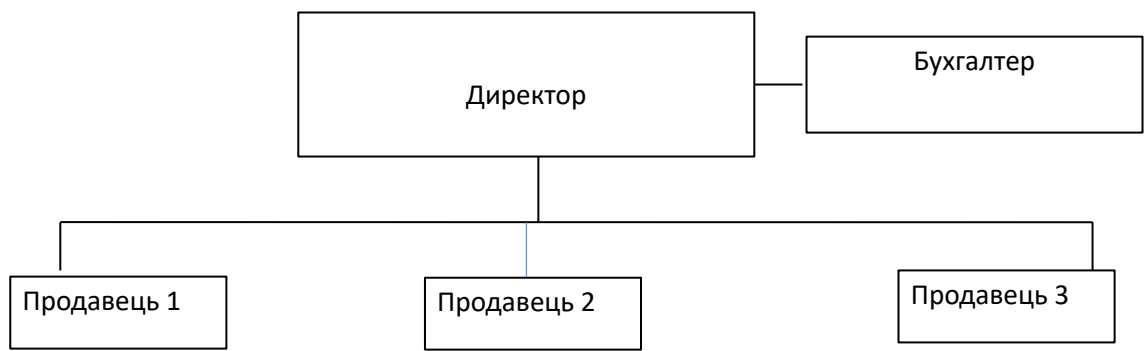 Директор
Бухгалтер
Продавець 1
Продавець 2
Продавець 3